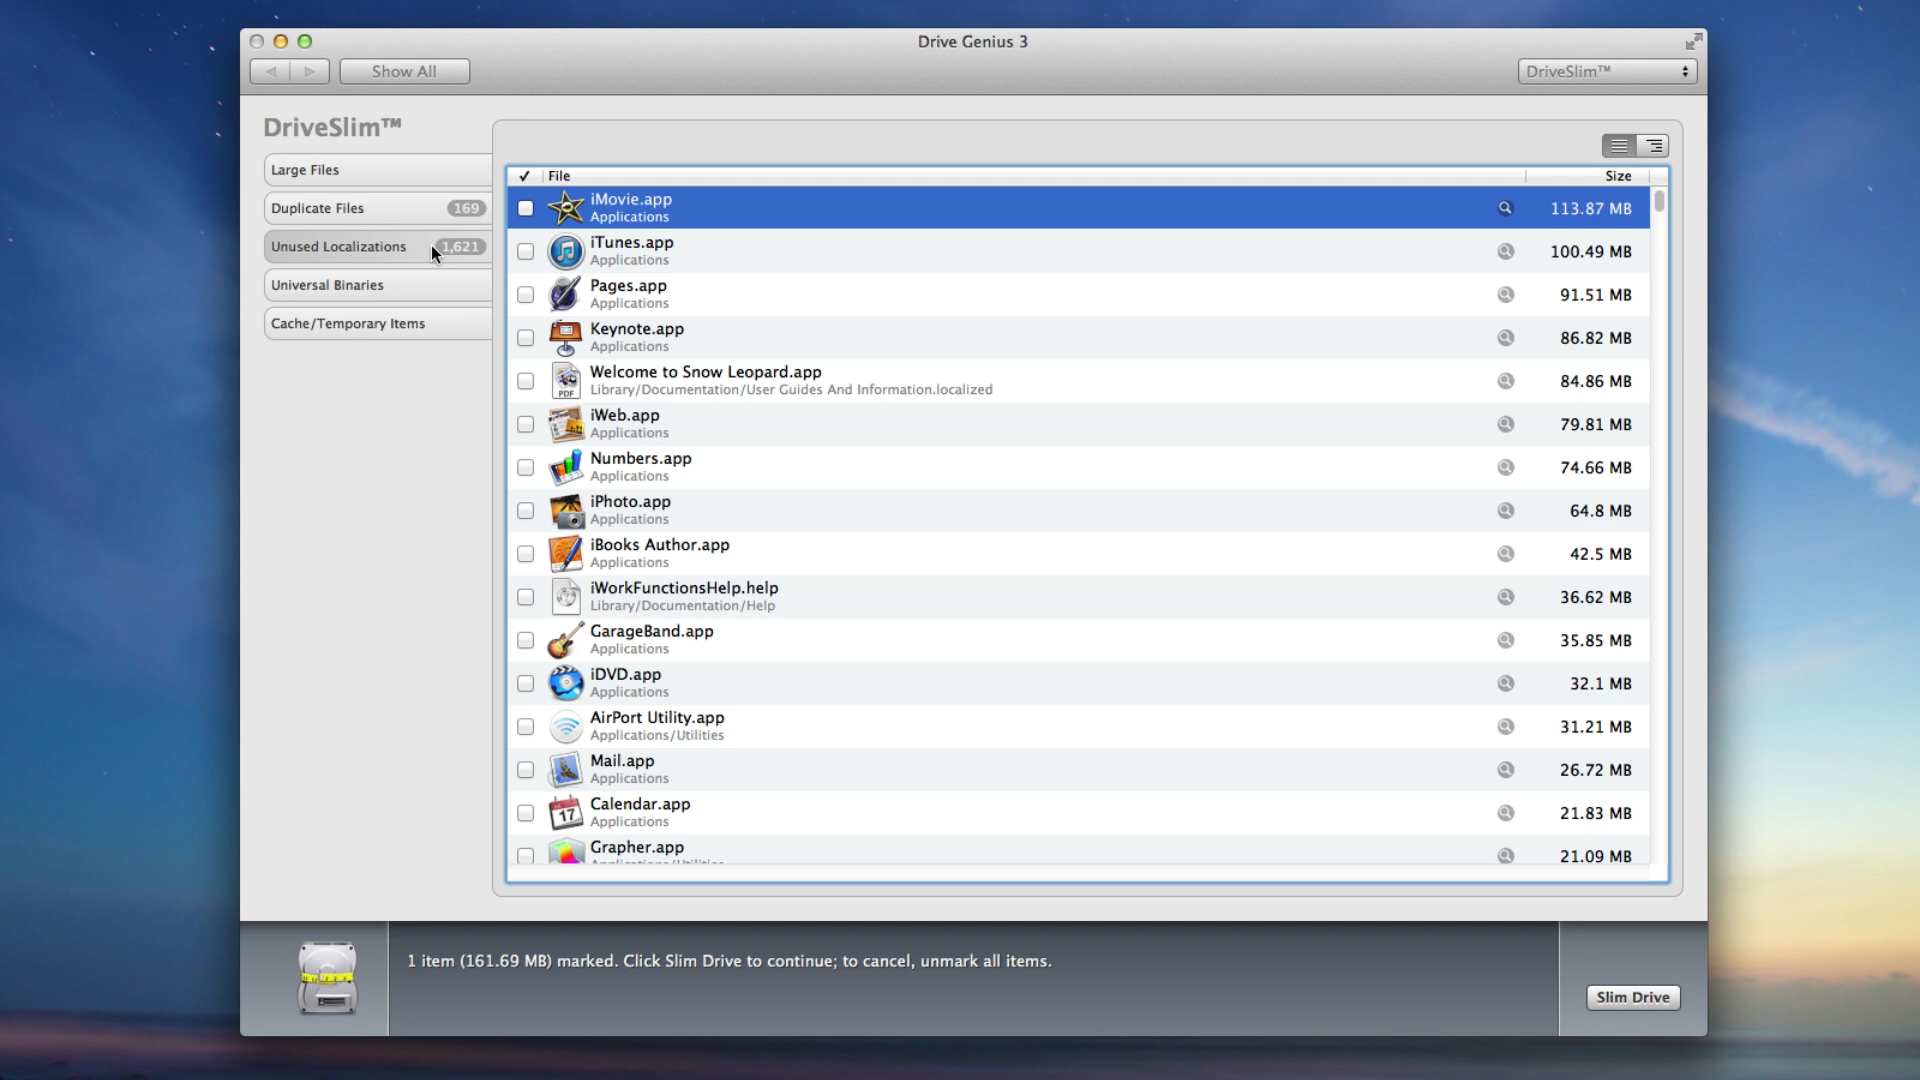 Drive Genius 3
Show All
DriveSlim™
DriveSlim™
Large Files
Duplicate Files 169
Unused Localizations 1,621
Universal Binaries
Cache/Temporary Items
✓ File Size
iMovie.app
Applications
113.87 MB
iTunes.app
Applications
100.49 MB
Pages.app
Applications
91.51 MB
Keynote.app
Applications
86.82 MB
PDF
Welcome to Snow Leopard.app
Library/Documentation/User Guides And Information.localized
84.86 MB
iWeb.app
Applications
79.81 MB
Numbers.app
Applications
74.66 MB
iPhoto.app
Applications
64.8 MB
iBooks Author.app
Applications
42.5 MB
iWorkFunctionsHelp.help
Library/Documentation/Help
36.62 MB
GarageBand.app
Applications
35.85 MB
iDVD.app
Applications
32.1 MB
AirPort Utility.app
Applications/Utilities
31.21 MB
Mail.app
Applications
26.72 MB
17
Calendar.app
Applications
21.83 MB
Grapher.app
Applications/Utilities
21.09 MB
1 item (161.69 MB) marked. Click Slim Drive to continue; to cancel, unmark all items.
Slim Drive